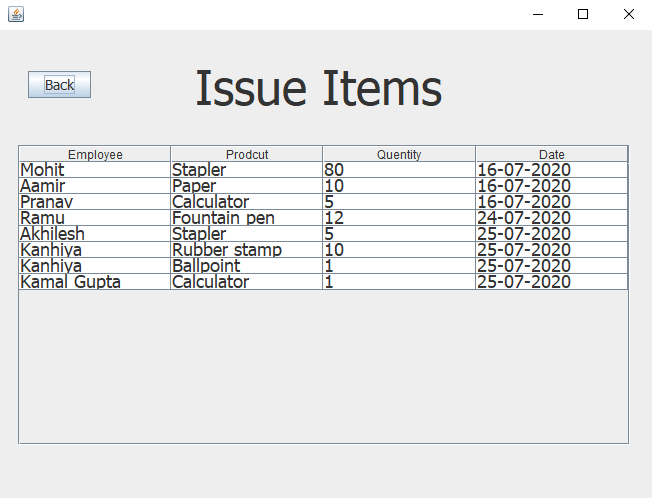 Back
Issue Items
Employee Prodcut Quentity Date
Mohit Stapler 80 16-07-2020
Aamir Paper 10 16-07-2020
Pranav Calculator 5 16-07-2020
Ramu Fountain pen 12 24-07-2020
Akhilesh Stapler 5 25-07-2020
Kanhiya Rubber stamp 10 25-07-2020
Kanhiya Ballpoint 1 25-07-2020
Kamal Gupta Calculator 1 25-07-2020